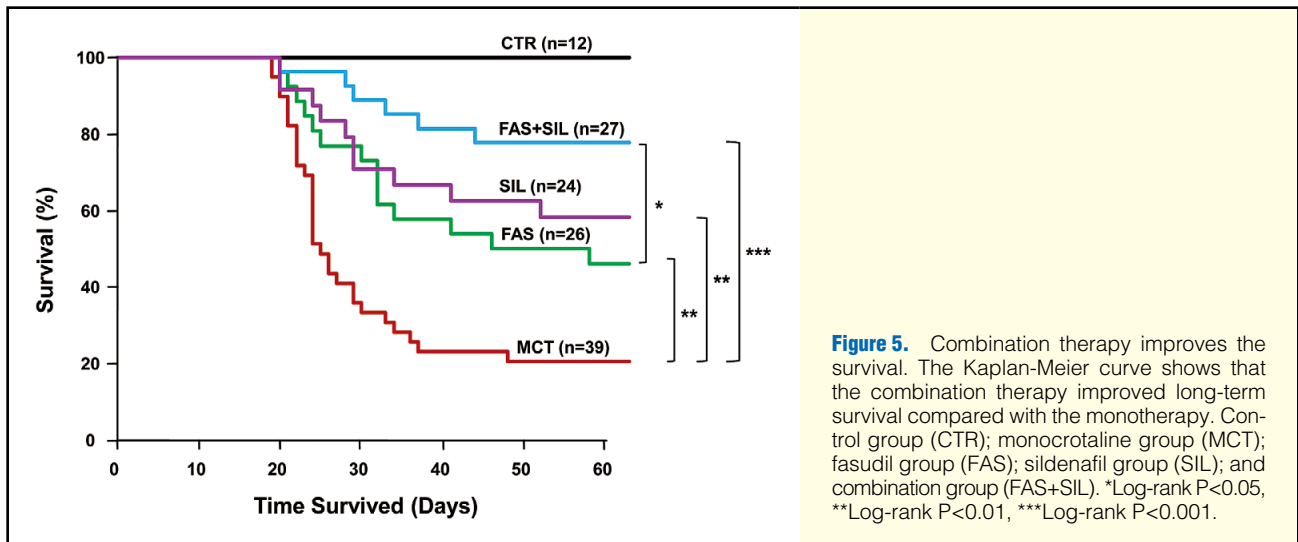 CTR (n=12)
100
FAS+SIL (n=27)
80
SIL (n=24)
60
*
***
FAS (n=26)
**
40
**
MCT (n=39)
20
0
0 10 20 30 40 50 60
Survival (%)
Time Survived (Days)
Figure 5. Combination therapy improves the
survival. The Kaplan-Meier curve shows that
the combination therapy improved long-term
survival compared with the monotherapy. Con-
trol group (CTR); monocrotaline group (MCT);
fasudil group (FAS); sildenafil group (SIL); and
combination group (FAS+SIL). *Log-rank P<0.05,
**Log-rank P<0.01, ***Log-rank P<0.001.